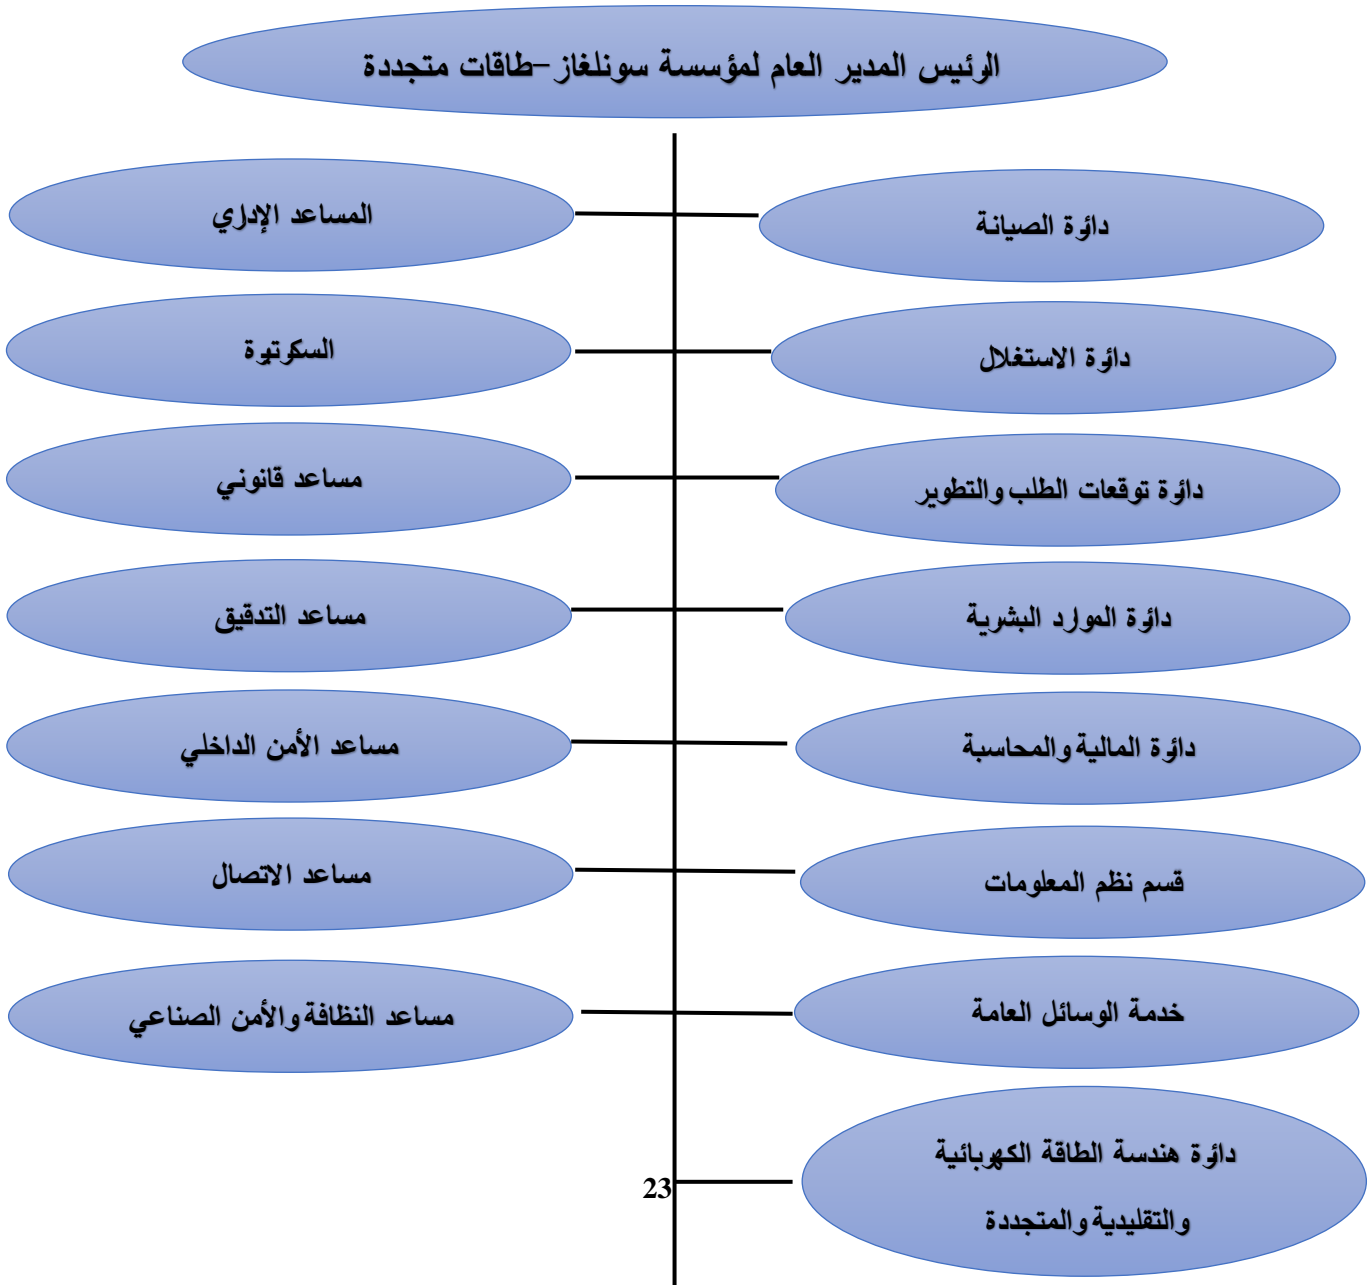 الرئيس المدير العام لمؤسسة سونلغاز –طاقات متجددة
دائرة الصيانة
المساعد الإداري
دائرة الاستغلال
السكرتيرة
دائرة توقعات الطلب والتطوير
مساعد قانوني
دائرة الموارد البشرية
مساعد التدقيق
دائرة المالية والمحاسبة
مساعد الأمن الداخلي
قسم نظم المعلومات
مساعد الاتصال
خدمة الوسائل العامة
مساعد النظافة والأمن الصناعي
دائرة هندسة الطاقة الكهربائية
والتقليدية والمتجددة
23